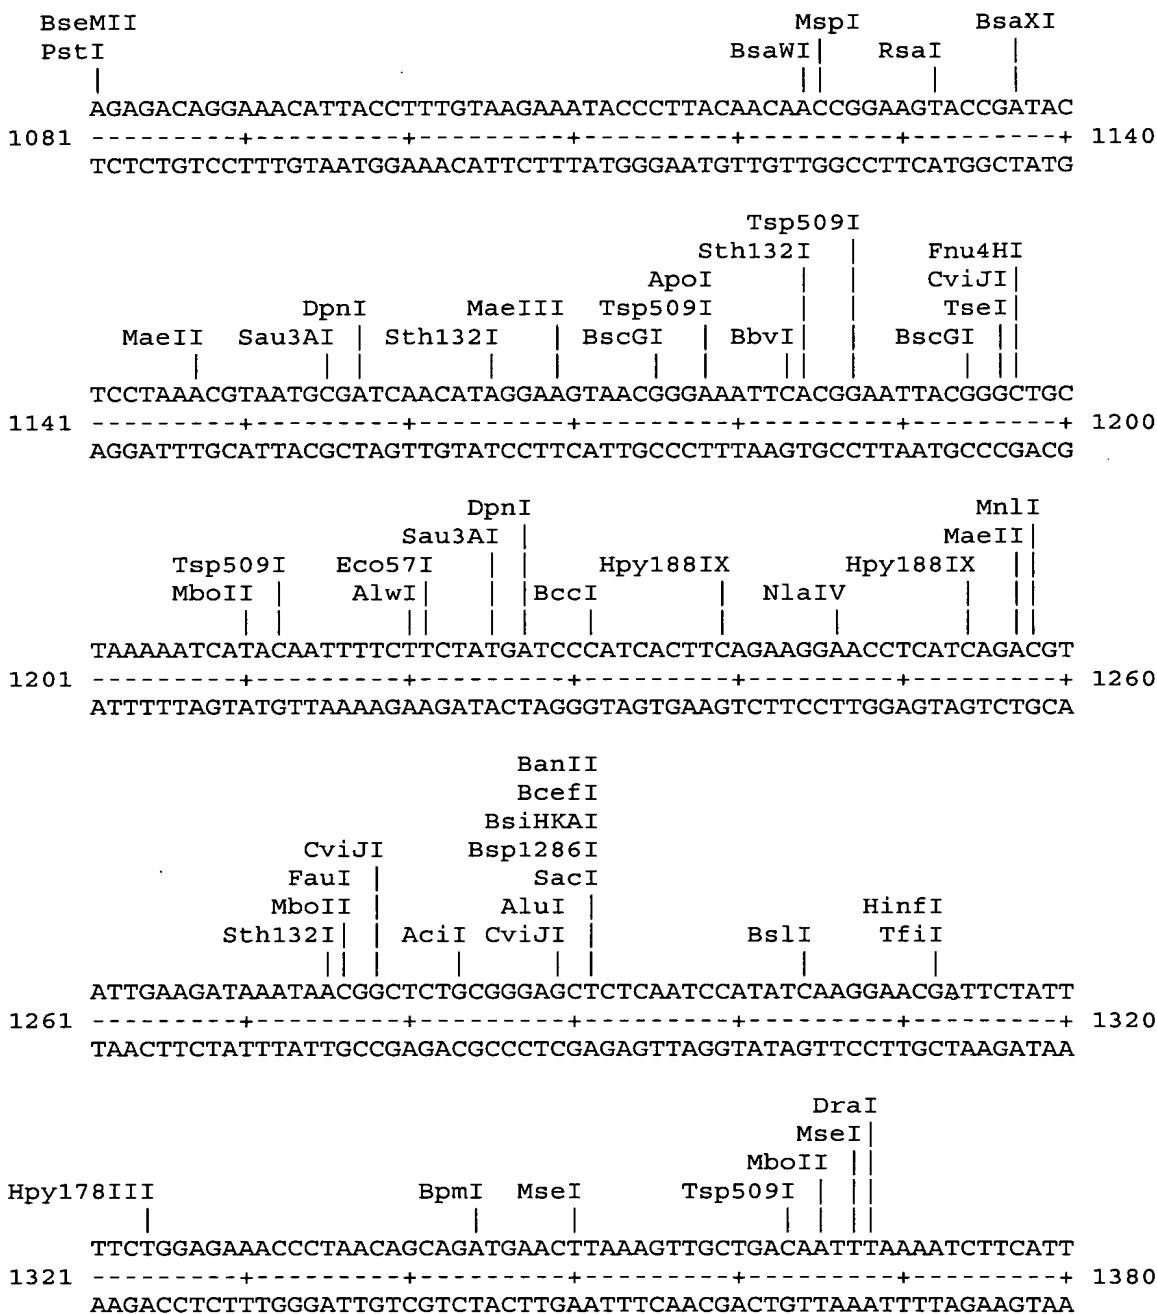 BseMII MspI BsaXI
PstI BsaWI RsaI
AGAGACAGGAAACATTACCTTTGTAAGAAATACCCTTACAACAACCGGAAGTACCGATAC
1081 ---------+---------+---------+---------+---------+---------+ 1140
TCTCTGTCCTTTGTAATGGAAACATTCTTTATGGGAATGTTGTTGGCCTTCATGGCTATG
Tsp509I
Sth132I Fnu4HI
ApoI CviJI
DpnI MaeIII Tsp509I TseI
MaeII Sau3AI Sth132I BscGI BbvI BscGI
TCCTAAACGTAATGCGATCAACATAGGAAGTAACGGGAAATTCACGGAATTACGGGCTGC
1141 ---------+---------+---------+---------+---------+---------+ 1200
AGGATTTGCATTACGCTAGTTGTATCCTTCATTGCCCTTTAAGTGCCTTAATGCCCGACG
DpnI MnlI
Sau3AI MaeII
Tsp509I Eco57I Hpy188IX Hpy188IX
MboII AlwI BccI NlaIV
TAAAAATCATACAATTTTCTTCTATGATCCCATCACTTCAGAAGGAACCTCATCAGACGT
1201 ---------+---------+---------+---------+---------+---------+ 1260
ATTTTTAGTATGTTAAAAGAAGATACTAGGGTAGTGAAGTCTTCCTTGGAGTAGTCTGCA
BanII
BcefI
BsiHKAI
CviJI Bsp1286I
FauI SacI
MboII AluI HinfI
Sth132I AciI CviJI BslI TfiI
ATTGAAGATAAATAACGGCTCTGCGGGAGCTCTCAATCCATATCAAGGAACGATTCTATT
1261 ---------+---------+---------+---------+---------+---------+ 1320
TAACTTCTATTTATTGCCGAGACGCCCTCGAGAGTTAGGTATAGTTCCTTGCTAAGATAA
DraI
MseI
MboII
Hpy178III BpmI MseI Tsp509I
TTCTGGAGAAACCCTAACAGCAGATGAACTTAAAGTTGCTGACAATTTAAAATCTTCATT
1321 ---------+---------+---------+---------+---------+---------+ 1380
AAGACCTCTTTGGGATTGTCGTCTACTTGAATTTCAACGACTGTTAAATTTTAGAAGTAA